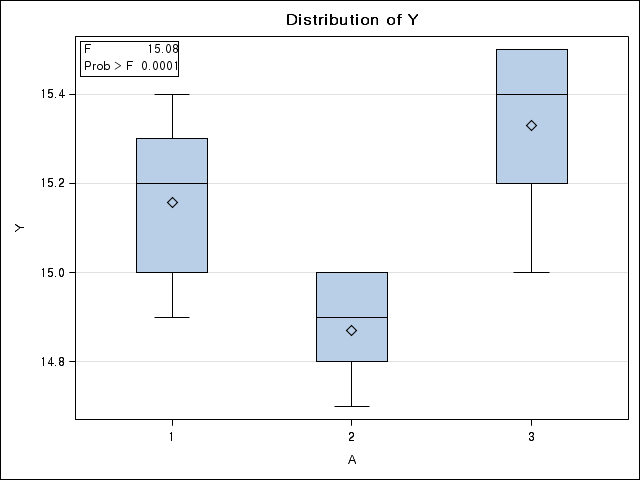 Distribution of Y
F 15.08
Prob > F 0.0001
15.4
15.2
15.0
14.8
Y
1 2 3
A